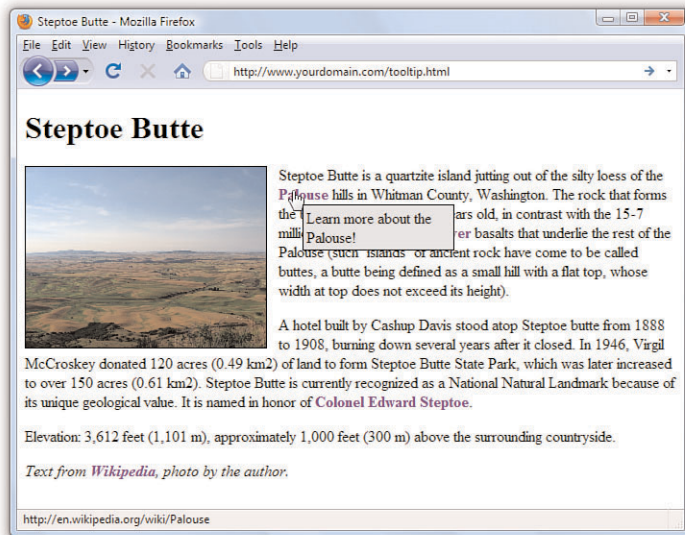 Steptoe Butte - Mozilla Firefox
File Edit View History Bookmarks Tools Help
http://www.yourdomain.com/tooltip.html
Steptoe Butte
Steptoe Butte is a quartzite island jutting out of the silty loess of the
Palouse hills in Whitman County, Washington. The rock that forms
the ars old, in contrast with the 15-7
Learn more about the
Palouse!
basalts that underlie the rest of the
Palouse (such "islands" of ancient rock have come to be called
buttes, a butte being defined as a small hill with a flat top, whose
width at top does not exceed its height).
A hotel built by Cashup Davis stood atop Steptoe butte from 1888
to 1908, burning down several years after it closed. In 1946, Virgil
McCroskey donated 120 acres (0.49 km2) of land to form Steptoe Butte State Park, which was later increased
to over 150 acres (0.61 km2). Steptoe Butte is currently recognized as a National Natural Landmark because of
its unique geological value. It is named in honor of Colonel Edward Steptoe.
Elevation: 3,612 feet (1,101 m), approximately 1,000 feet (300 m) above the surrounding countryside.
Text from Wikipedia, photo by the author.
http://en.wikipedia.org/wiki/Palouse